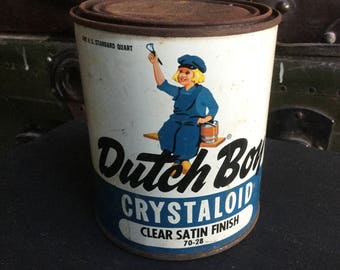 ONE U.S. STANDARD QUART
Dutch Boy
CRYSTALOID
CLEAR SATIN FINISH
70-28